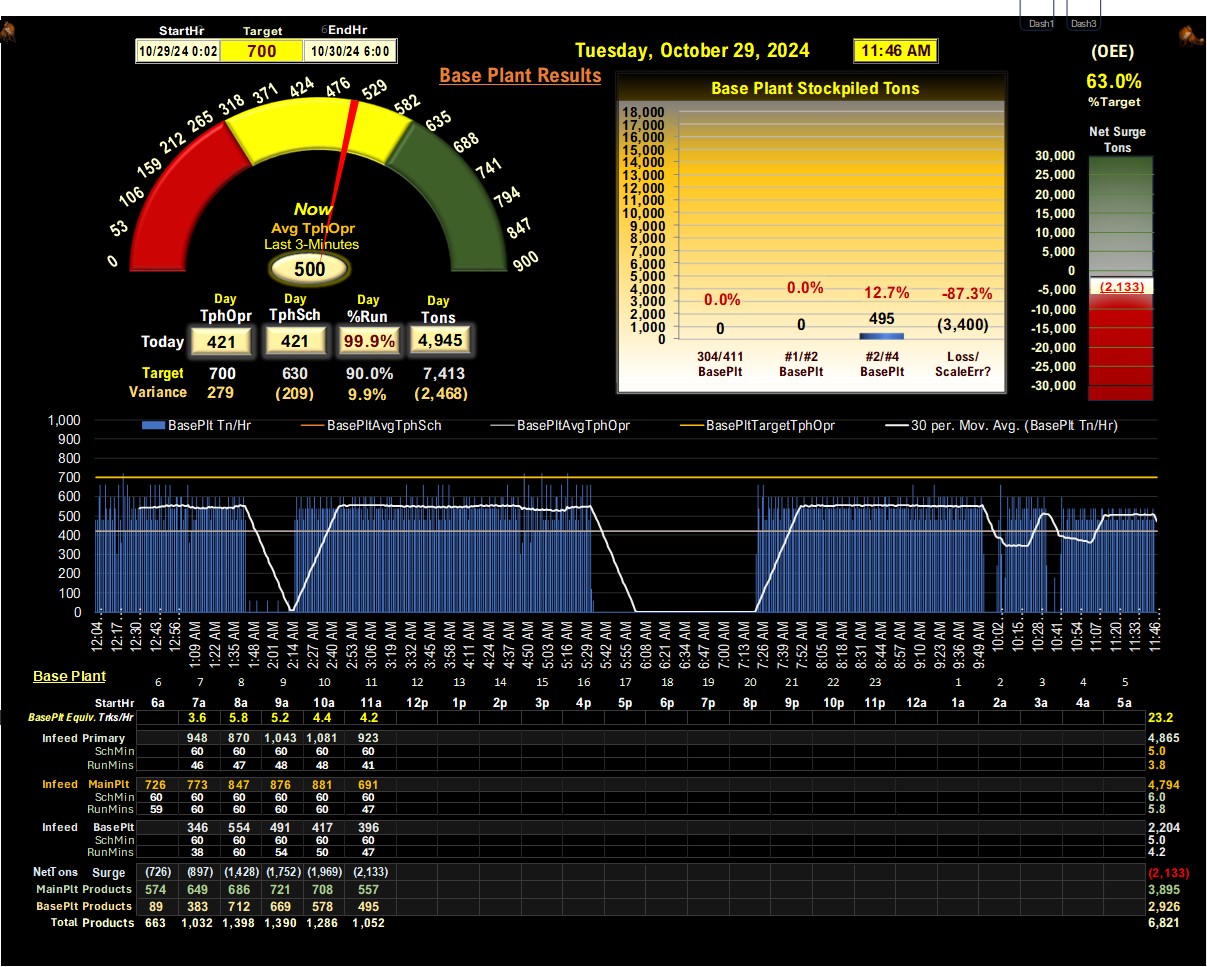 Dash1 Dash3
StartHr Target EndHr
10/29/24 0:02 700 10/30/24 6:00
Tuesday, October 29, 2024 11:46 AM
(OEE)
63.0%
%Target
Base Plant Results
Base Plant Stockpiled Tons
Net Surge
Tons
0 53 106 159 212 265 318 371 424 476 529 582 635 688 741 794 847 900
Now
Avg TphOpr
Last 3-Minutes
500
18,000
17,000
16,000
15,000
14,000
13,000
12,000
11,000
10,000
9,000
8,000
7,000
6,000
5,000
4,000
3,000
2,000
1,000
0
0.0% 0.0% 12.7% -87.3%
0 0 495 (3,400)
304/411 #1/#2 #2/#4 Loss/
BasePlt BasePlt BasePlt ScaleErr?
30,000
25,000
20,000
15,000
10,000
5,000
0
-5,000
-10,000
-15,000
-20,000
-25,000
-30,000
(2,133)
Day Day Day Day
TphOpr TphSch %Run Tons
Today 421 421 99.9% 4,945
Target 700 630 90.0% 7,413
Variance 279 (209) 9.9% (2,468)
BasePlt Tn/Hr BasePltAvgTphSch BasePltAvgTphOpr BasePltTargetTphOpr 30 per. Mov. Avg. (BasePlt Tn/Hr)
1,000
900
800
700
600
500
400
300
200
100
0
12:04... 12:17... 12:30... 12:43... 12:56... 1:09 AM 1:22 AM 1:35 AM 1:48 AM 2:01 AM 2:14 AM 2:27 AM 2:40 AM 2:53 AM 3:06 AM 3:19 AM 3:32 AM 3:45 AM 3:58 AM 4:11 AM 4:24 AM 4:37 AM 4:50 AM 5:03 AM 5:16 AM 5:29 AM 5:42 AM 5:55 AM 6:08 AM 6:21 AM 6:34 AM 6:47 AM 7:00 AM 7:13 AM 7:26 AM 7:39 AM 7:52 AM 8:05 AM 8:18 AM 8:31 AM 8:44 AM 8:57 AM 9:10 AM 9:23 AM 9:36 AM 9:49 AM 10:02... 10:15... 10:28... 10:41... 10:54... 11:07... 11:20... 11:33... 11:46...
Base Plant
6 7 8 9 10 11 12 13 14 15 16 17 18 19 20 21 22 23 1 2 3 4 5
StartHr 6a 7a 8a 9a 10a 11a 12p 1p 2p 3p 4p 5p 6p 7p 8p 9p 10p 11p 12a 1a 2a 3a 4a 5a
BasePlt Equiv. Trks/Hr 3.6 5.8 5.2 4.4 4.2 23.2
Infeed Primary 948 870 1,043 1,081 923 4,865
SchMin 60 60 60 60 60 5.0
RunMins 46 47 48 48 41 3.8
Infeed MainPlt 726 773 847 876 881 691 4,794
SchMin 60 60 60 60 60 60 6.0
RunMins 59 60 60 60 60 47 5.8
Infeed BasePlt 346 554 491 417 396 2,204
SchMin 60 60 60 60 60 5.0
RunMins 38 60 54 50 47 4.2
NetTons Surge (726) (897) (1,428) (1,752) (1,969) (2,133) (2,133)
MainPlt Products 574 649 686 721 708 557 3,895
BasePlt Products 89 383 712 669 578 495 2,926
Total Products 663 1,032 1,398 1,390 1,286 1,052 6,821